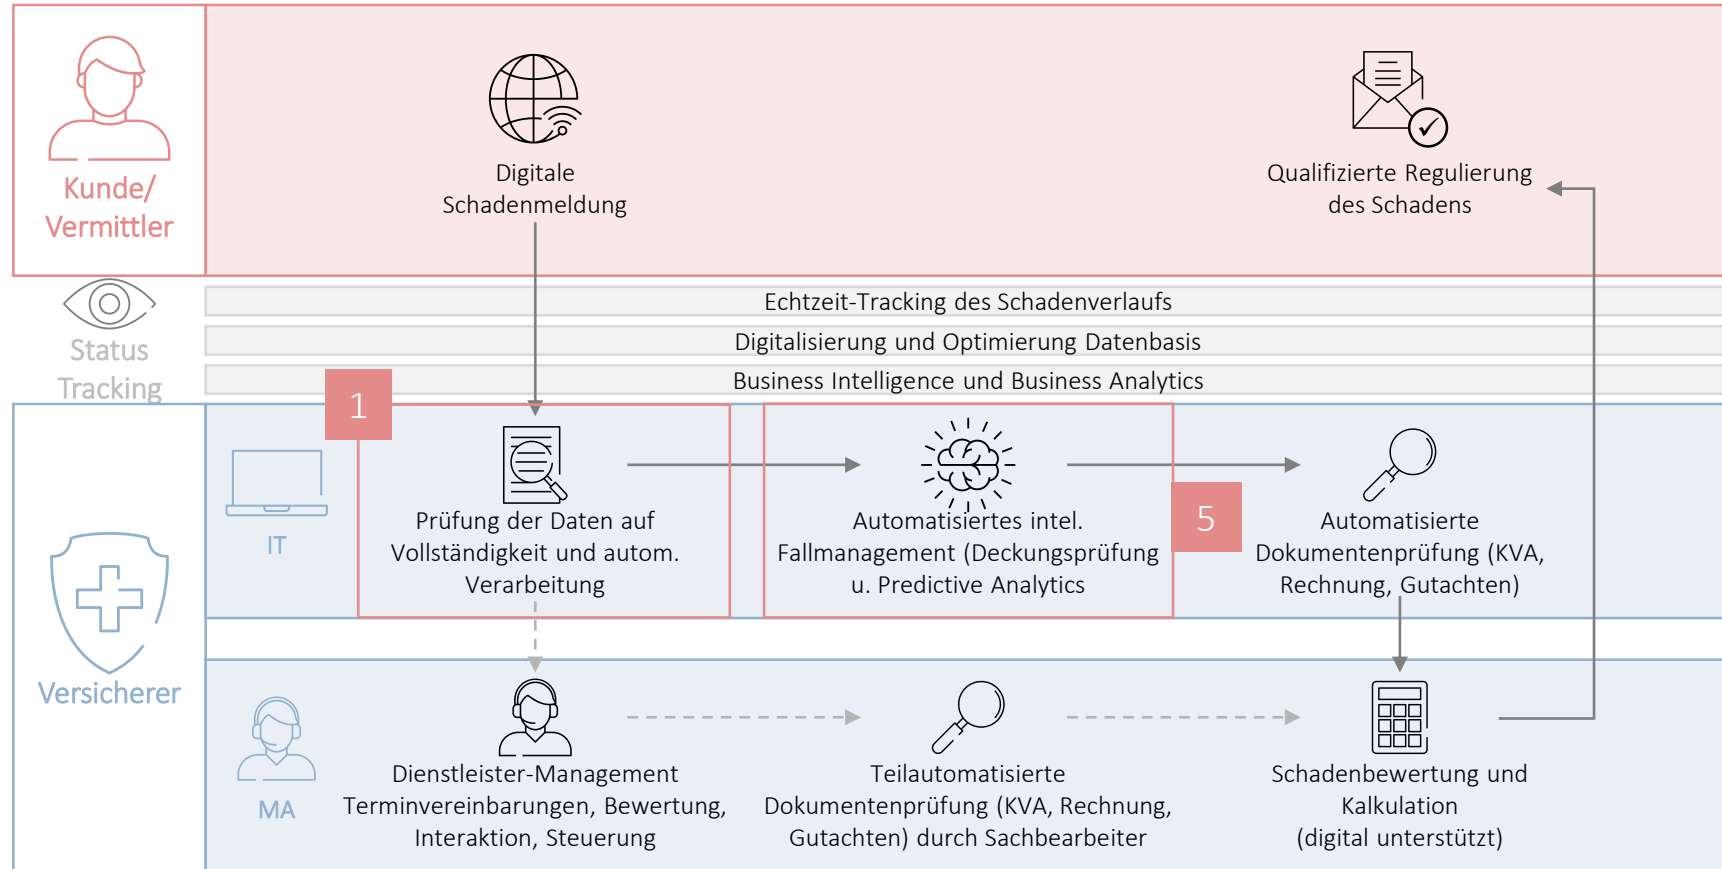 Kunde/
Vermittler
Digitale
Schadenmeldung
Qualifizierte Regulierung
des Schadens
Status
Tracking
Echtzeit-Tracking des Schadenverlaufs
Digitalisierung und Optimierung Datenbasis
Business Intelligence und Business Analytics
Versicherer
IT
1
Prüfung der Daten auf
Vollständigkeit und autom.
Verarbeitung
Automatisiertes intel.
Fallmanagement (Deckungsprüfung
u. Predictive Analytics
5
Automatisierte
Dokumentenprüfung (KVA,
Rechnung, Gutachten)
MA
Dienstleister-Management
Terminvereinbarungen, Bewertung,
Interaktion, Steuerung
Teilautomatisierte
Dokumentenprüfung (KVA, Rechnung,
Gutachten) durch Sachbearbeiter
Schadenbewertung und
Kalkulation
(digital unterstützt)